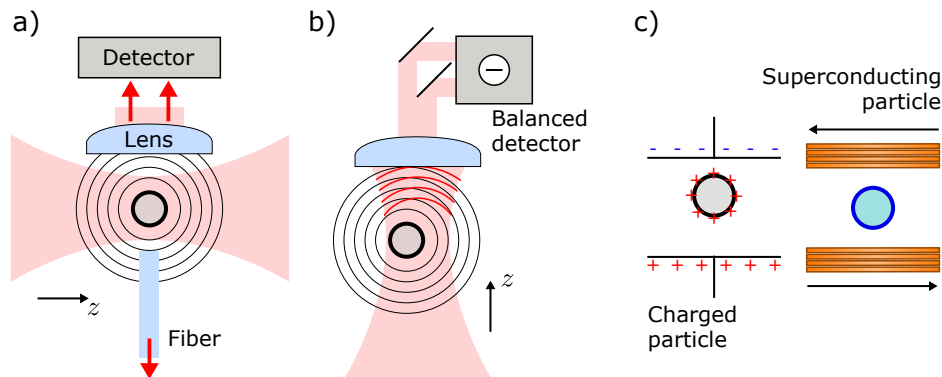 a)
Detector
Lens
z
Fiber
b)
−
Balanced
detector
z
c)
Superconducting
particle
- - - - - -
+ + + + + + + +
+ + + + + +
Charged
particle